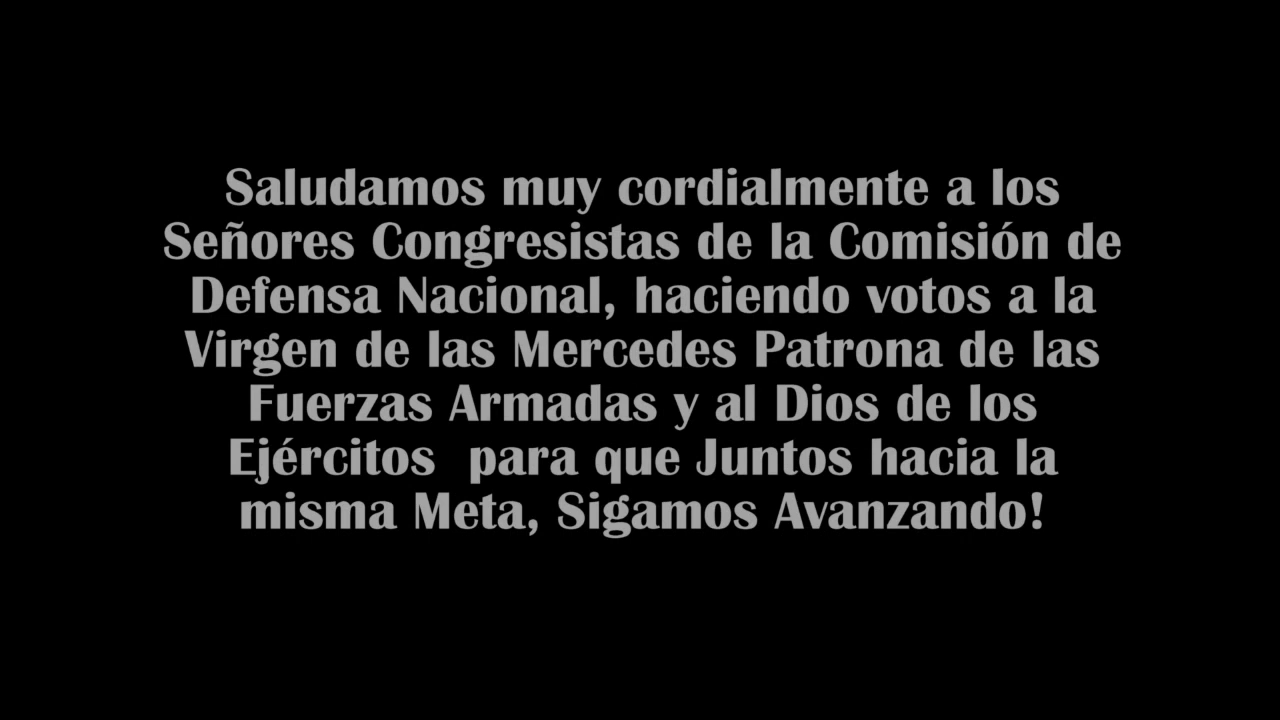 Saludamos muy cordialmente a los
Señores Congresistas de la Comisión de
Defensa Nacional, haciendo votos a la
Virgen de las Mercedes Patrona de las
Fuerzas Armadas y al Dios de los
Ejércitos  para que Juntos hacia la
misma Meta, Sigamos Avanzando!